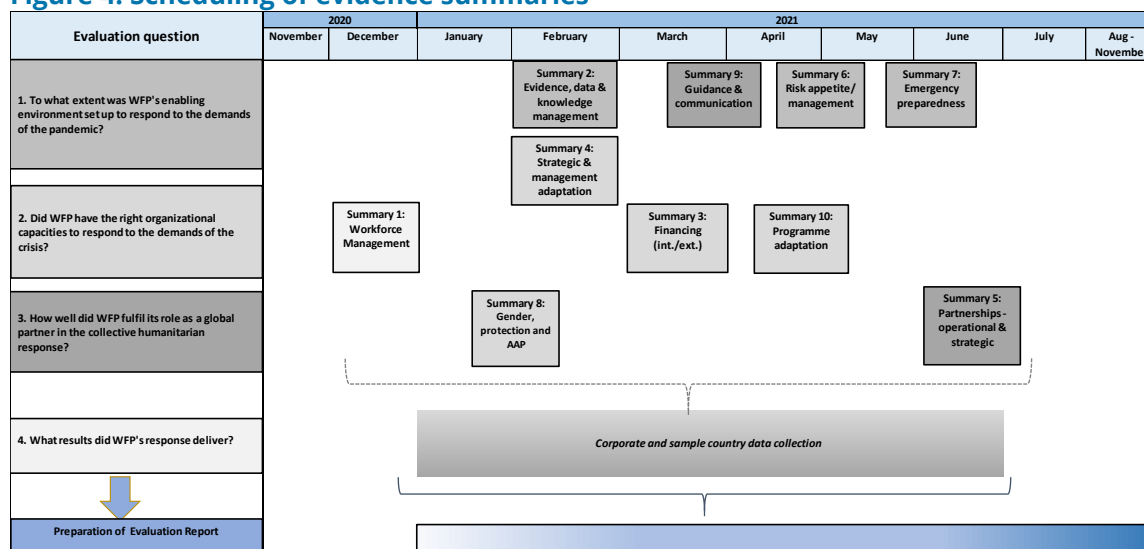 Figure 4: Scheduling of evidence summaries
Evaluation question
2020
2021
November
December
January
February
March
April
May
June
July
Aug -
November
1. To what extent was WFP's enabling
environment set up to respond to the demands
of the pandemic?
Summary 2:
Evidence, data &
knowledge
management
Summary 9:
Guidance &
communication
Summary 6:
Risk appetite/
management
Summary 7:
Emergency
preparedness
Summary 4:
Strategic &
management
adaptation
2. Did WFP have the right organizational
capacities to respond to the demands of the
crisis?
Summary 1:
Workforce
Management
Summary 3:
Financing
(int./ext.)
Summary 10:
Programme
adaptation
3. How well did WFP fulfil its role as a global
partner in the collective humanitarian
response?
Summary 8:
Gender,
protection and
AAP
Summary 5:
Partnerships -
operational &
strategic
4. What results did WFP's response deliver?
Corporate and sample country data collection
Preparation of Evaluation Report